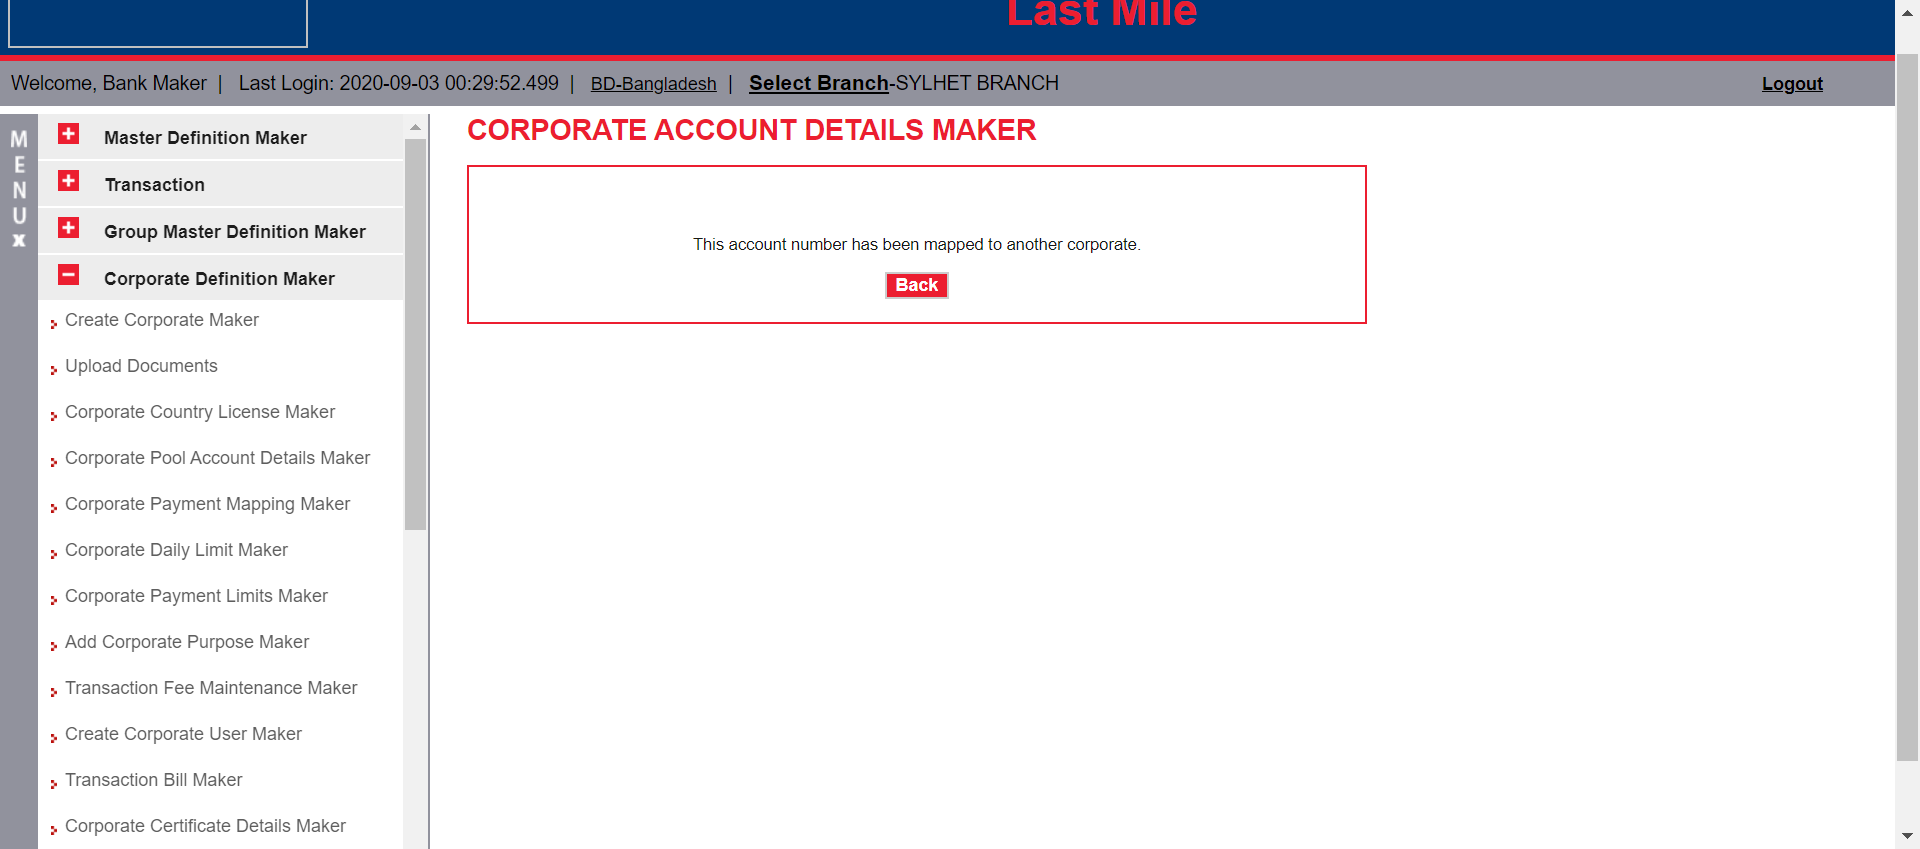 Last Mile
Welcome, Bank Maker | Last Login: 2020-09-03 00:29:52.499 | BD-Bangladesh | Select Branch-SYLHET BRANCH Logout
MENU x
Master Definition Maker
Transaction
Group Master Definition Maker
Corporate Definition Maker
Create Corporate Maker
Upload Documents
Corporate Country License Maker
Corporate Pool Account Details Maker
Corporate Payment Mapping Maker
Corporate Daily Limit Maker
Corporate Payment Limits Maker
Add Corporate Purpose Maker
Transaction Fee Maintenance Maker
Create Corporate User Maker
Transaction Bill Maker
Corporate Certificate Details Maker
CORPORATE ACCOUNT DETAILS MAKER
This account number has been mapped to another corporate.
Back